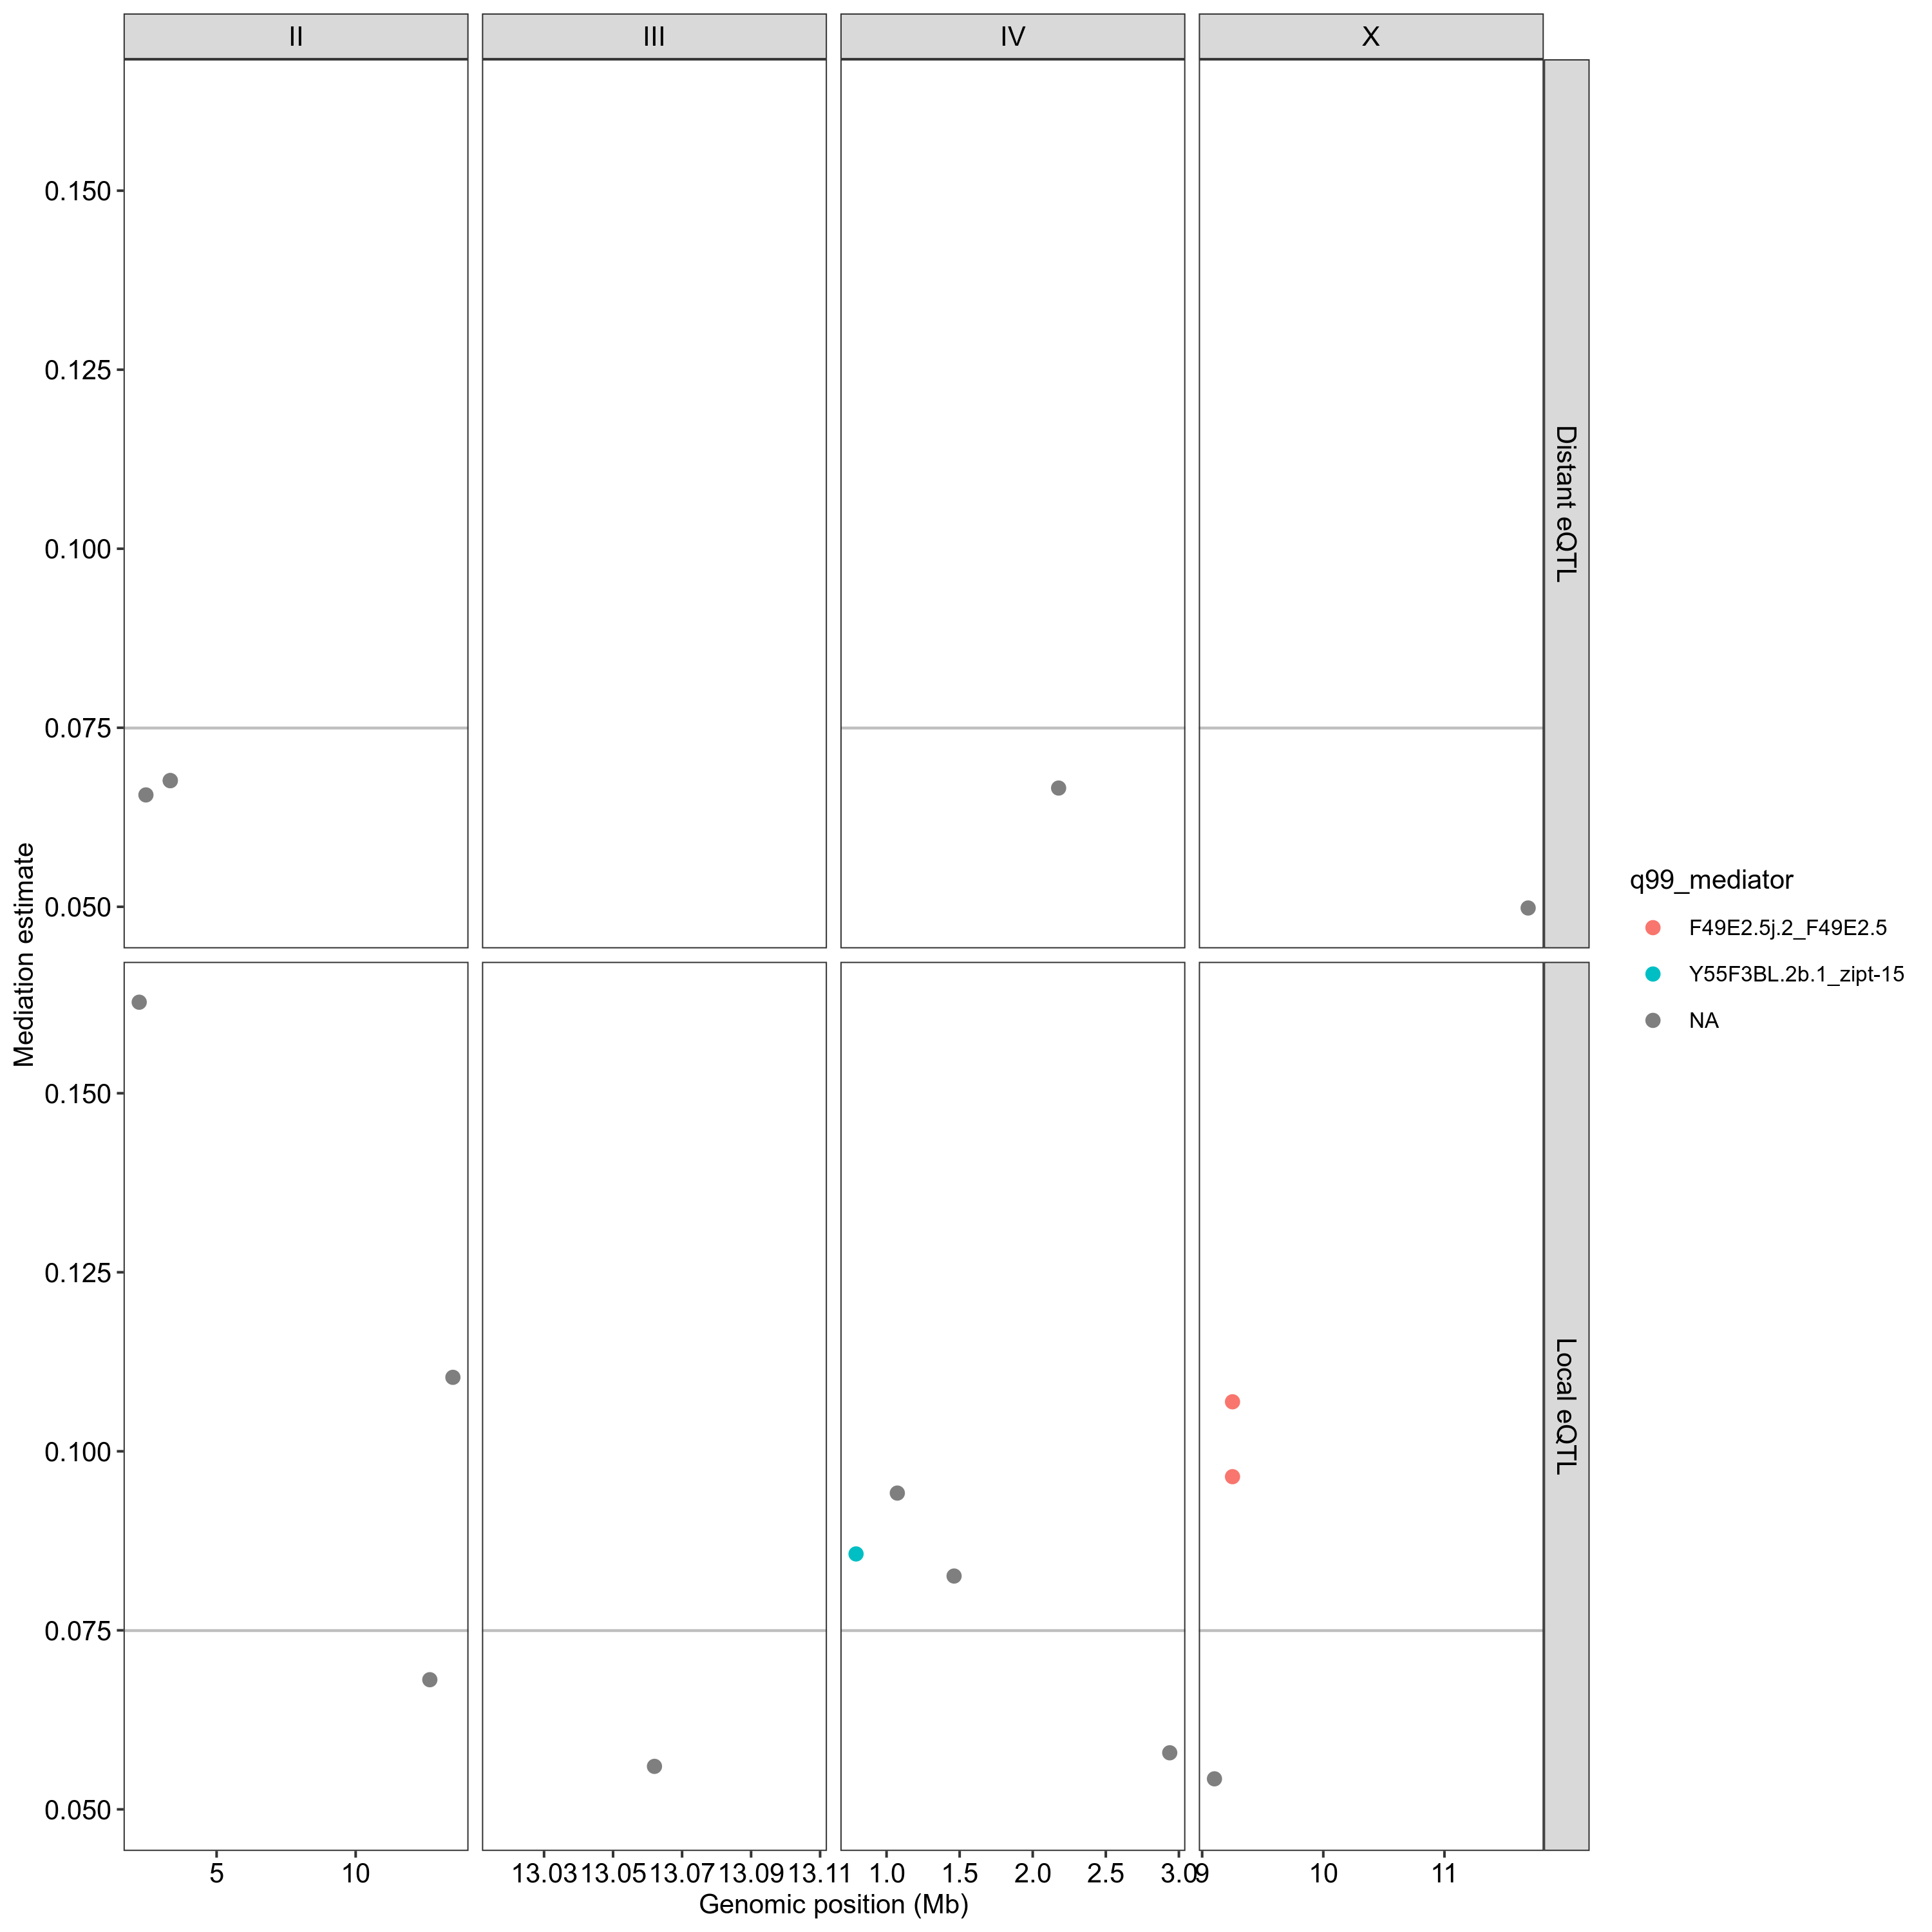 II III IV X
0.150
0.125
0.100
0.075
0.050
Distant eQTL
Mediation estimate
0.150
0.125
0.100
0.075
0.050
Local eQTL
5 10 13.03 13.05 13.07 13.09 13.11 1.0 1.5 2.0 2.5 3.0 9 10 11
Genomic position (Mb)
q99_mediator
F49E2.5j.2_F49E2.5
Y55F3BL.2b.1_zipt-15
NA